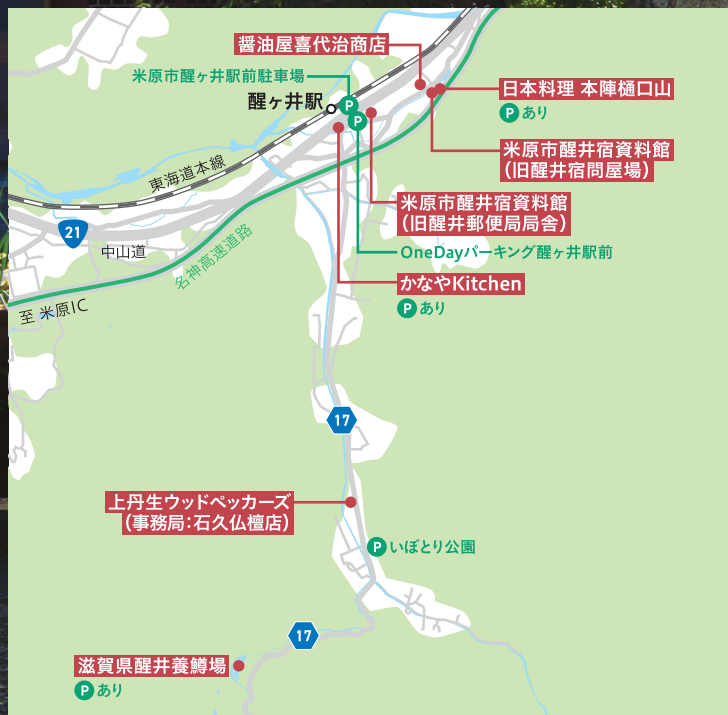 醤油屋喜代治商店
米原市醒ヶ井駅前駐車場
醒ヶ井駅
P
P
日本料理 本陣樋口山
P あり
米原市醒井宿資料館
(旧醒井宿問屋場)
東海道本線
米原市醒井宿資料館
(旧醒井郵便局局舎)
21
中山道
名神高速道路
OneDayパーキング醒ヶ井駅前
かなやKitchen
P あり
至 米原IC
17
上丹生ウッドペッカーズ
(事務局:石久仏壇店)
P いぼとり公園
17
滋賀県醒井養鱒場
P あり